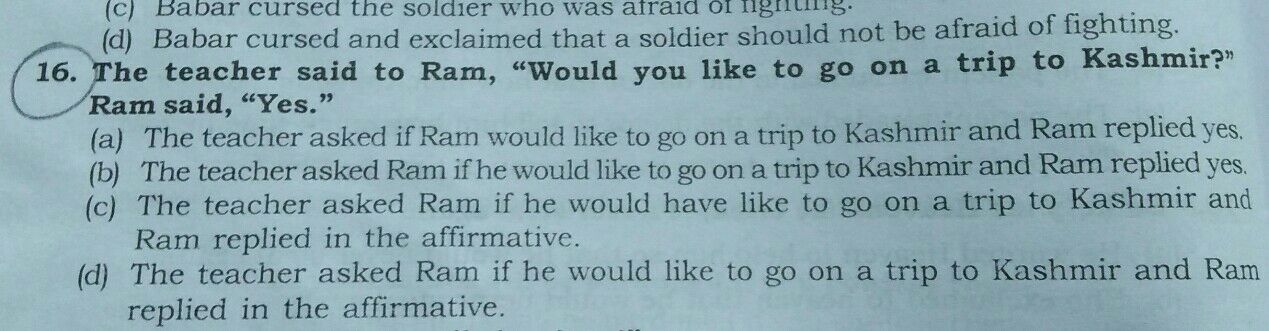 (c) Babar cursed the soldier who was afraid of fighting.
(d) Babar cursed and exclaimed that a soldier should not be afraid of fighting.
16. The teacher said to Ram, “Would you like to go on a trip to Kashmir?”
Ram said, “Yes.”
(a) The teacher asked if Ram would like to go on a trip to Kashmir and Ram replied yes.
(b) The teacher asked Ram if he would like to go on a trip to Kashmir and Ram replied yes.
(c) The teacher asked Ram if he would have like to go on a trip to Kashmir and
Ram replied in the affirmative.
(d) The teacher asked Ram if he would like to go on a trip to Kashmir and Ram
replied in the affirmative.